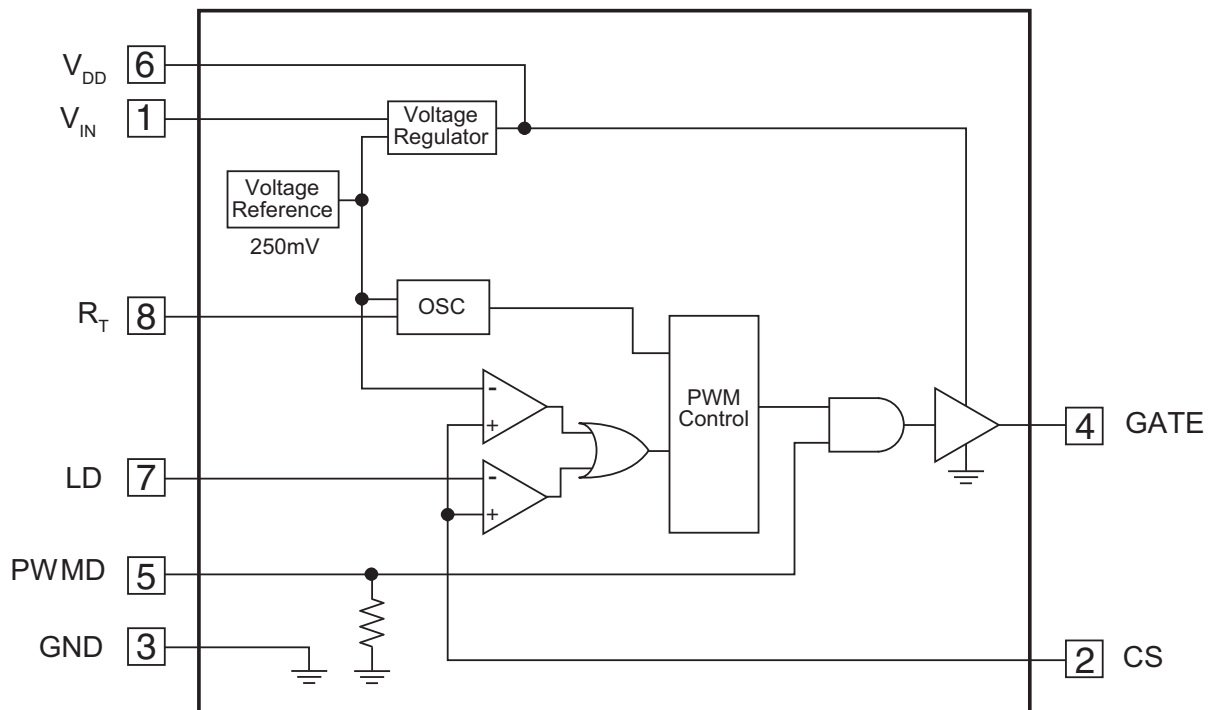 V_DD 6
V_IN 1
Voltage
Regulator
Voltage
Reference
250mV
R_T 8
OSC
-
+
PWM
Control
4 GATE
LD 7
-
+
PWMD 5
GND 3
2 CS